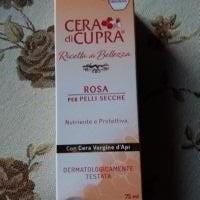 CERA
di CUPRA
Ricetta di Bellezza
ROSA
PER PELLI SECCHE
Nutriente e Protettiva
Con Cera Vergine d'Api
DERMATOLOGICAMENTE
TESTATA
75 ml